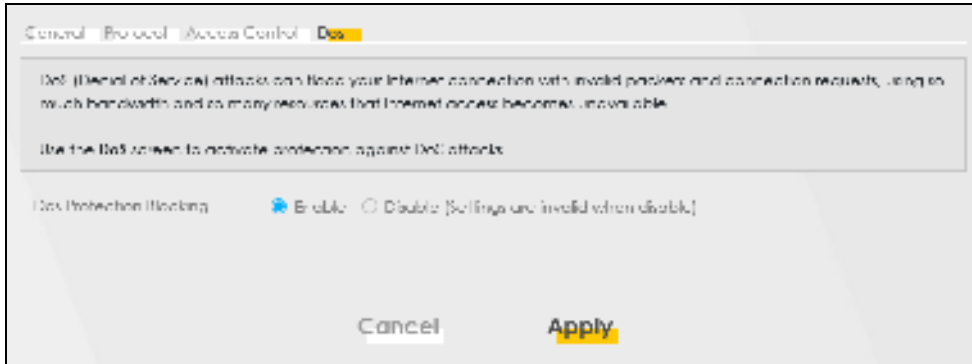 General Protocol Access Control Dos
DoS (Denial of Service) attacks can flood your Internet connection with invalid packets and connection requests, using so
much bandwidth and so many resources that Internet access becomes unavailable.
Use the DoS screen to activate protection against DoS attacks.
Dos Protection Blocking Enable Disable (Settings are invalid when disable)
Cancel Apply